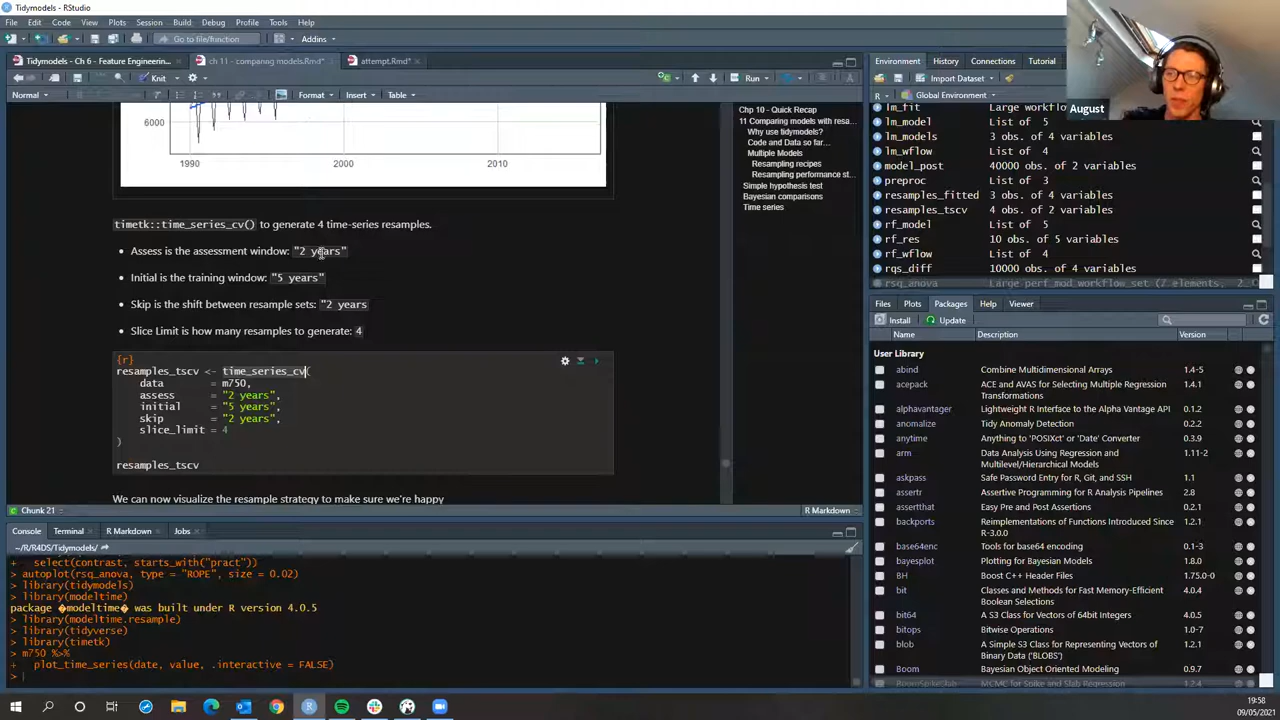 Tidymodels - RStudio
File Edit Code View Plots Session Build Debug Profile Tools Help
Go to file/function
Addins
Tidymodels - Ch 6 - Feature Engineerin...
ch 11 - comparing models.Rmd*
attempt.Rmd*
Knit
Run
Normal
Format
Insert
Table
6000
1990
2000
2010
timetk::time_series_cv() to generate 4 time-series resamples.
• Assess is the assessment window: "2 years"
• Initial is the training window: "5 years"
• Skip is the shift between resample sets: "2 years
• Slice Limit is how many resamples to generate: 4
{r}
resamples_tscv <- time_series_cv(
data = m750,
assess = "2 years",
initial = "5 years",
skip = "2 years",
slice_limit = 4
)
resamples_tscv
We can now visualize the resample strategy to make sure we're happy
Chunk 21
R Markdown
Chp 10 - Quick Recap
11 Comparing models with resa...
Why use tidymodels?
Code and Data so far...
Multiple Models
Resampling recipes
Resampling performance st...
Simple hypothesis test
Bayesian comparisons
Time series
Console Terminal R Markdown Jobs
~/R/R4DS/Tidymodels/
+ select(contrast, starts_with("pract"))
> autoplot(rsq_anova, type = "ROPE", size = 0.02)
> library(tidymodels)
> library(modeltime)
package �modeltime� was built under R version 4.0.5
> library(modeltime.resample)
> library(tidyverse)
> library(timetk)
> m750 %>%
+ plot_time_series(date, value, .interactive = FALSE)
>
Tidymodels
Environment History Connections Tutorial
Import Dataset
R
Global Environment
August
lm_fit Large workflow...
lm_model List of 5
lm_models 3 obs. of 4 variables
lm_wflow List of 4
model_post 40000 obs. of 2 variables
preproc List of 3
resamples_fitted 3 obs. of 4 variables
resamples_tscv 4 obs. of 2 variables
rf_model List of 5
rf_res 10 obs. of 5 variables
rf_wflow List of 4
rqs_diff 10000 obs. of 4 variables
rsq_anova Large perf_mod_workflow_set (7 elements, 2...
Files Plots Packages Help Viewer
Install Update
Name Description Version
User Library
abind Combine Multidimensional Arrays 1.4-5
acepack ACE and AVAS for Selecting Multiple Regression Transformations 1.4.1
alphavantager Lightweight R Interface to the Alpha Vantage API 0.1.2
anomalize Tidy Anomaly Detection 0.2.2
anytime Anything to 'POSIXct' or 'Date' Converter 0.3.9
arm Data Analysis Using Regression and Multilevel/Hierarchical Models 1.11-2
askpass Safe Password Entry for R, Git, and SSH 1.1
assertr Assertive Programming for R Analysis Pipelines 2.8
assertthat Easy Pre and Post Assertions 0.2.1
backports Reimplementations of Functions Introduced Since R-3.0.0 1.2.1
base64enc Tools for base64 encoding 0.1-3
bayesplot Plotting for Bayesian Models 1.8.0
BH Boost C++ Header Files 1.75.0-0
bit Classes and Methods for Fast Memory-Efficient Boolean Selections 4.0.4
bit64 A S3 Class for Vectors of 64bit Integers 4.0.5
bitops Bitwise Operations 1.0-7
blob A Simple S3 Class for Representing Vectors of Binary Data ('BLOBS') 1.2.1
Boom Bayesian Object Oriented Modeling 0.9.7
BoomSpikeSlab MCMC for Spike and Slab Regression 1.2.4
19:58
09/05/2021